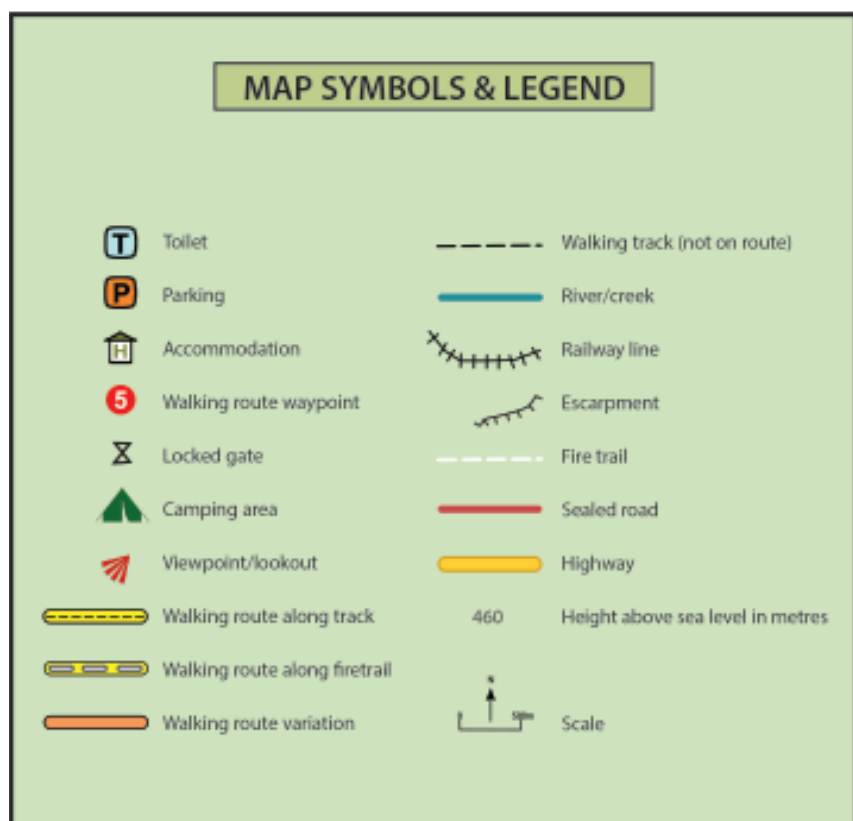 MAP SYMBOLS & LEGEND
T Toilet
P Parking
H Accommodation
5 Walking route waypoint
Locked gate
Camping area
Viewpoint/lookout
Walking route along track
Walking route along firetrail
Walking route variation
Walking track (not on route)
River/creek
Railway line
Escarpment
Fire trail
Sealed road
Highway
460 Height above sea level in metres
N
Scale